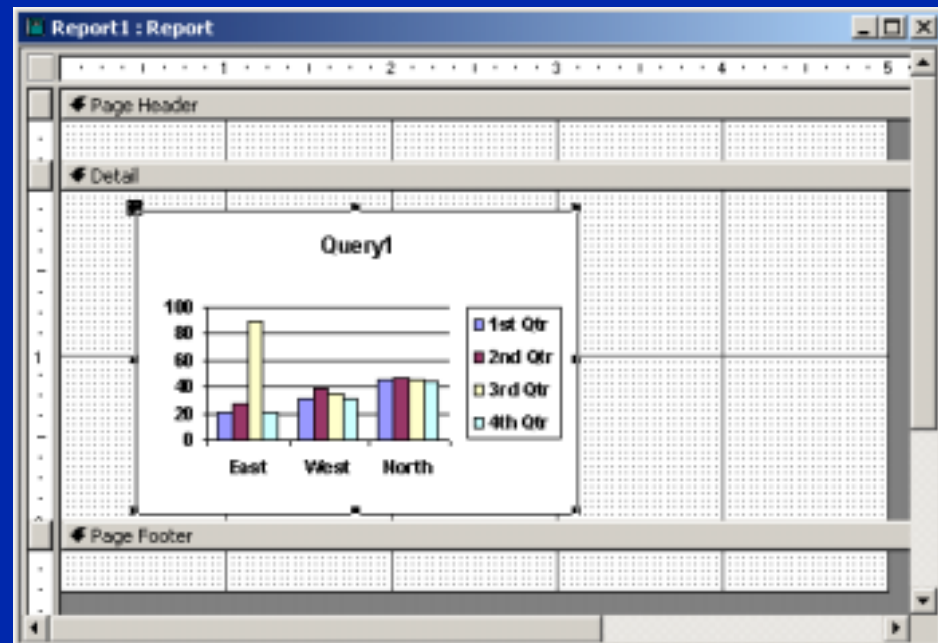 Report1 : Report
1 2 3 4 5
Page Header
Detail
Query1
100
80
60
40
20
0
1st Qtr
2nd Qtr
3rd Qtr
4th Qtr
East West North
1
Page Footer